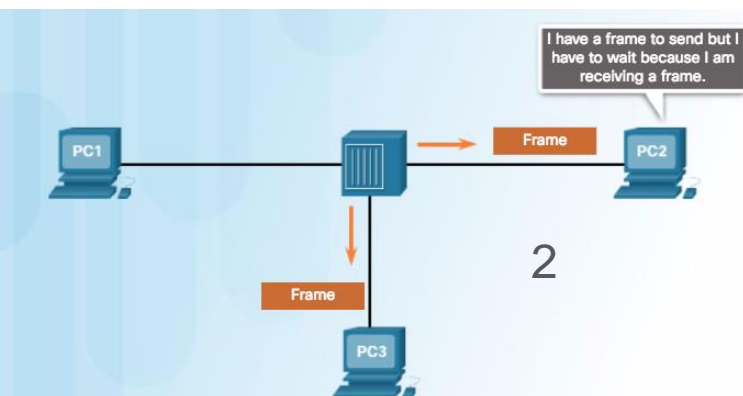 I have a frame to send but I
have to wait because I am
receiving a frame.
Frame
PC1
PC2
2
Frame
PC3